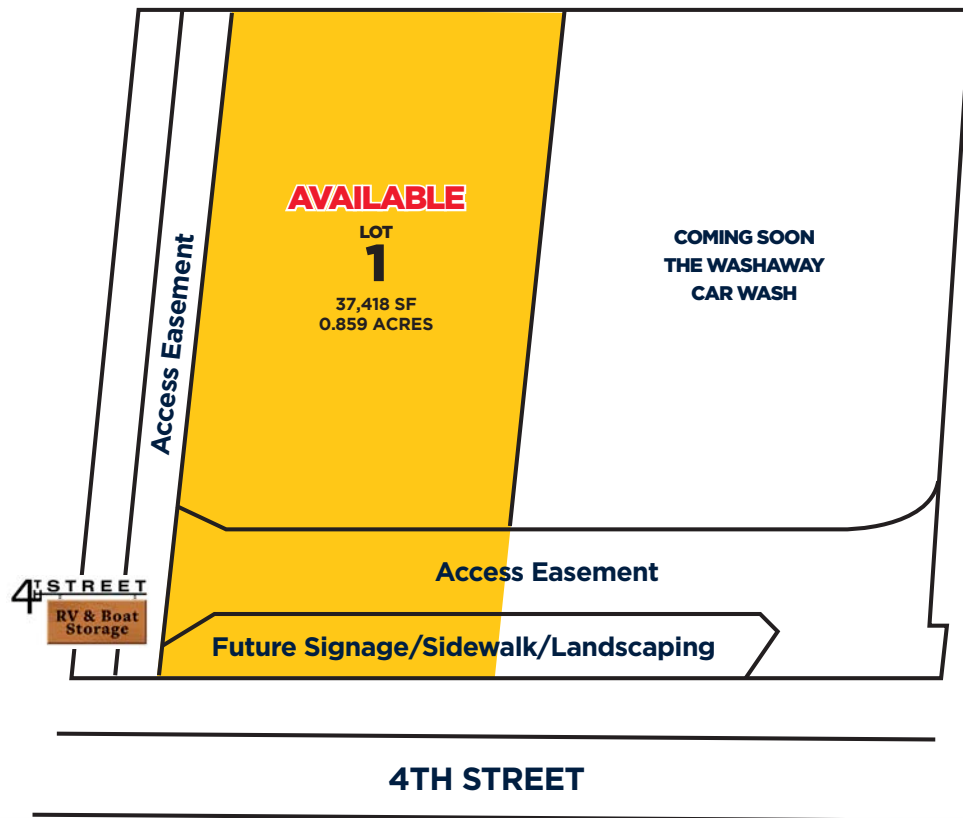 AVAILABLE
LOT
1
37,418 SF
0.859 ACRES
COMING SOON
THE WASHAWAY
CAR WASH
Access Easement
Access Easement
4TH STREET
RV & Boat
Storage
Future Signage/Sidewalk/Landscaping
4TH STREET